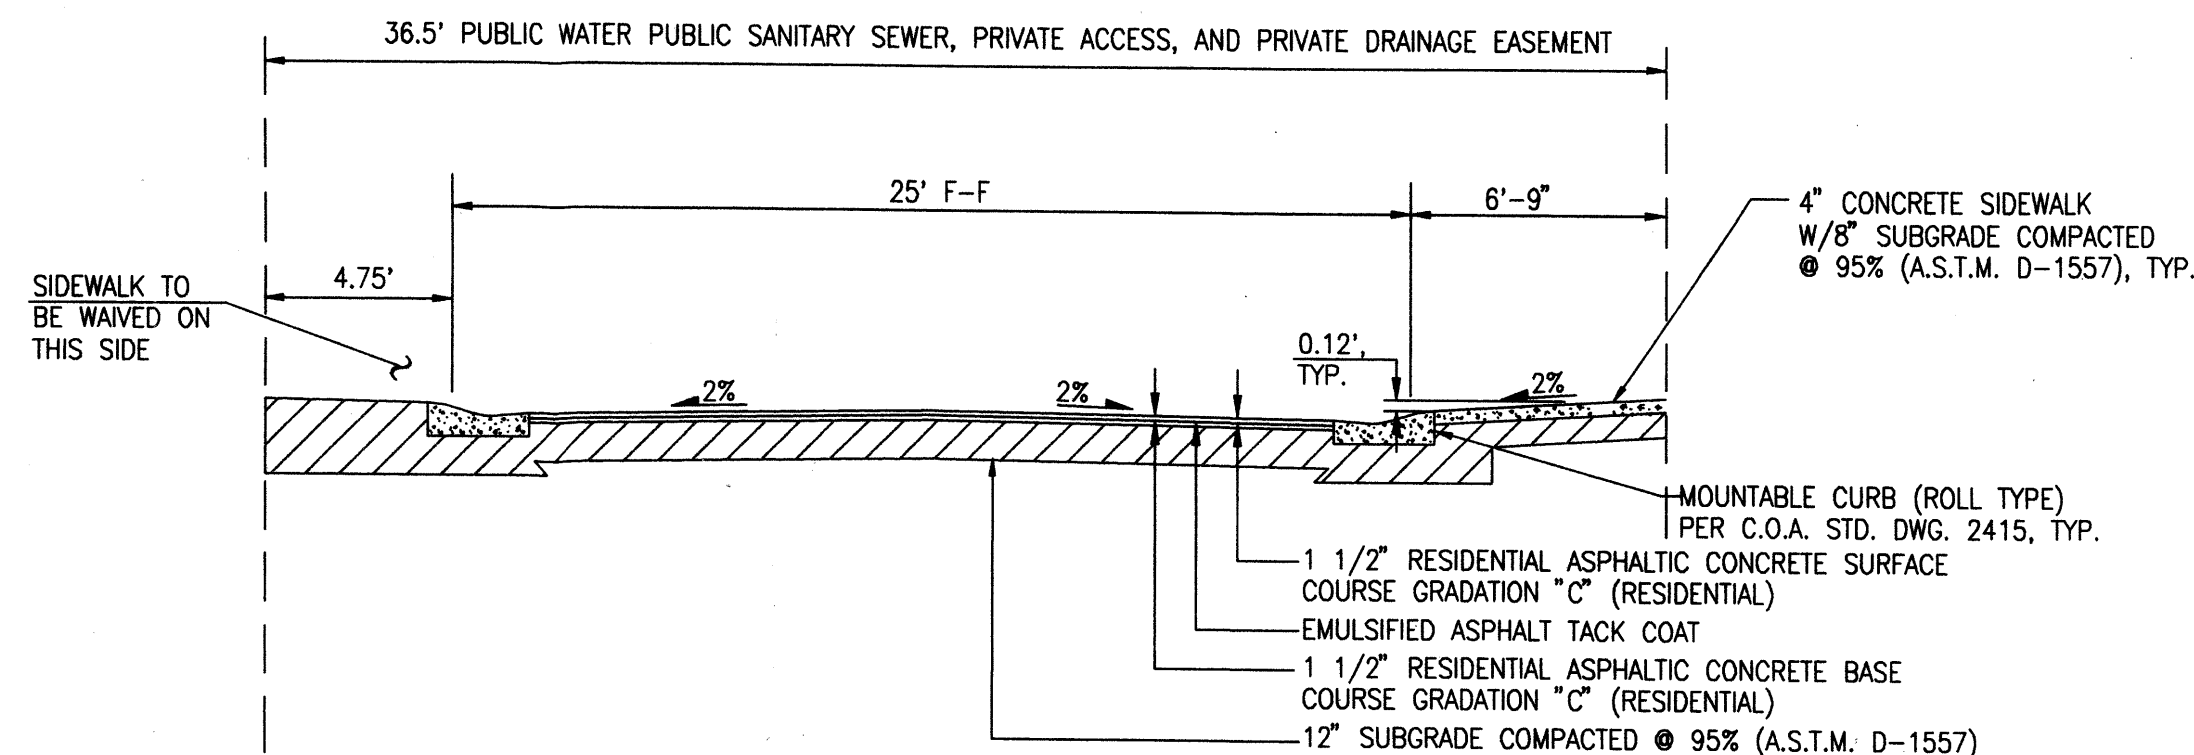 36.5' PUBLIC WATER PUBLIC SANITARY SEWER, PRIVATE ACCESS, AND PRIVATE DRAINAGE EASEMENT
25' F-F
6'-9"
4" CONCRETE SIDEWALK
W/8" SUBGRADE COMPACTED
@ 95% (A.S.T.M. D-1557), TYP.
4.75'
SIDEWALK TO
BE WAIVED ON
THIS SIDE
0.12',
TYP.
2%
2%
2%
MOUNTABLE CURB (ROLL TYPE)
PER C.O.A. STD. DWG. 2415, TYP.
1 1/2" RESIDENTIAL ASPHALTIC CONCRETE SURFACE
COURSE GRADATION "C" (RESIDENTIAL)
EMULSIFIED ASPHALT TACK COAT
1 1/2" RESIDENTIAL ASPHALTIC CONCRETE BASE
COURSE GRADATION "C" (RESIDENTIAL)
12" SUBGRADE COMPACTED @ 95% (A.S.T.M. D-1557)